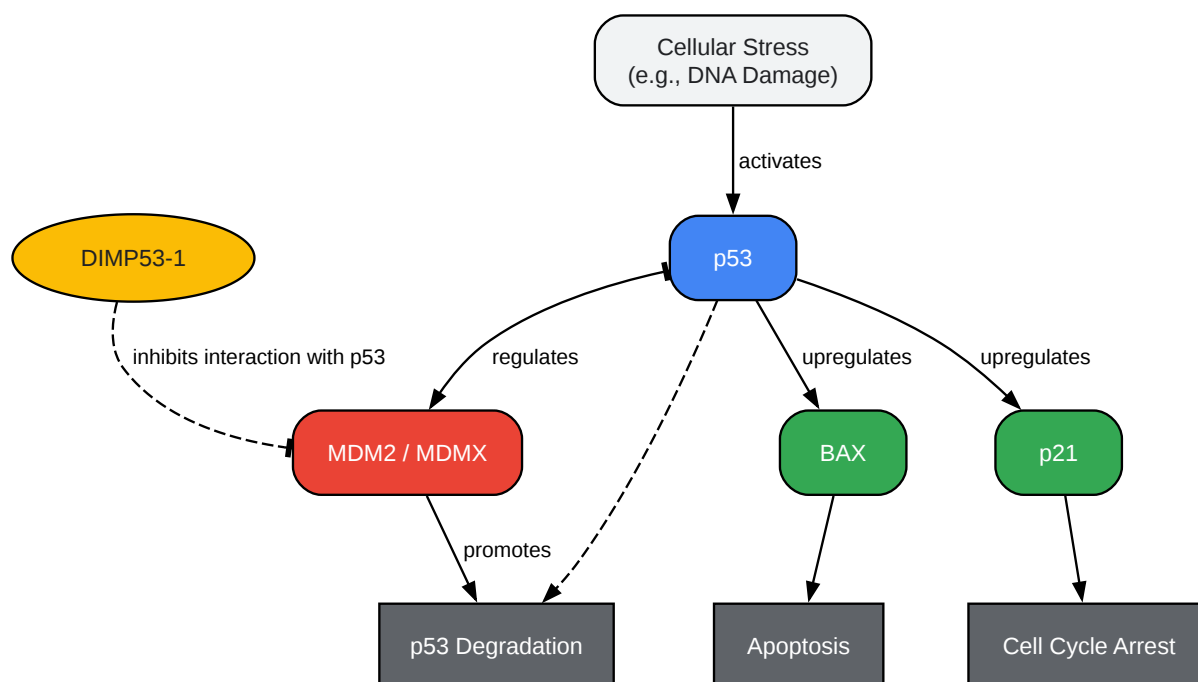 Cellular Stress
(e.g., DNA Damage)
activates
DIMP53-1
p53
inhibits interaction with p53
regulates
upregulates
upregulates
MDM2 / MDMX
BAX
p21
promotes
p53 Degradation
Apoptosis
Cell Cycle Arrest